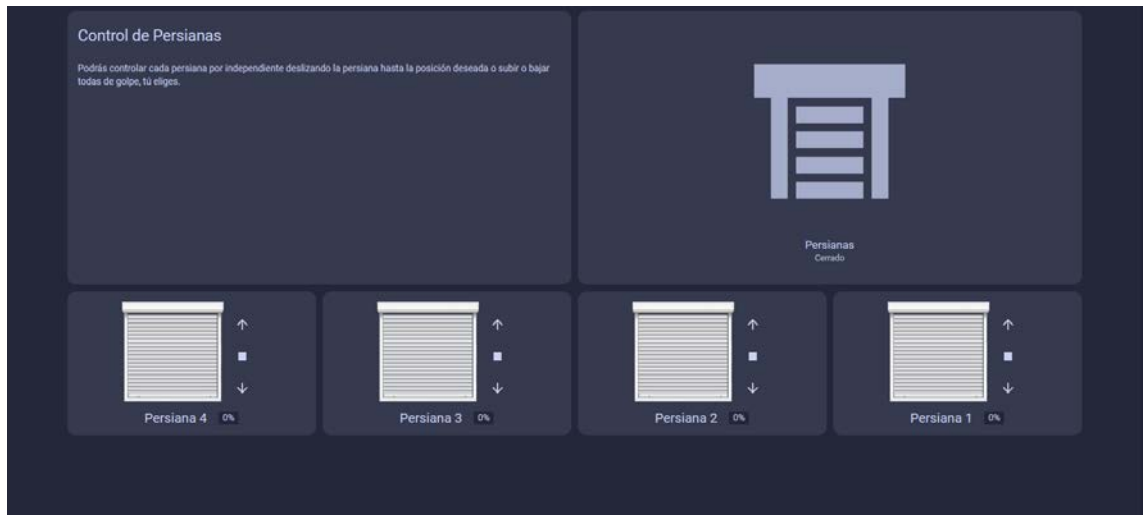 Control de Persianas
Podrás controlar cada persiana por independiente deslizando la persiana hasta la posición deseada o subir o bajar
todas de golpe, tú eliges.
Persianas
Cerrado
Persiana 4 0%
Persiana 3 0%
Persiana 2 0%
Persiana 1 0%